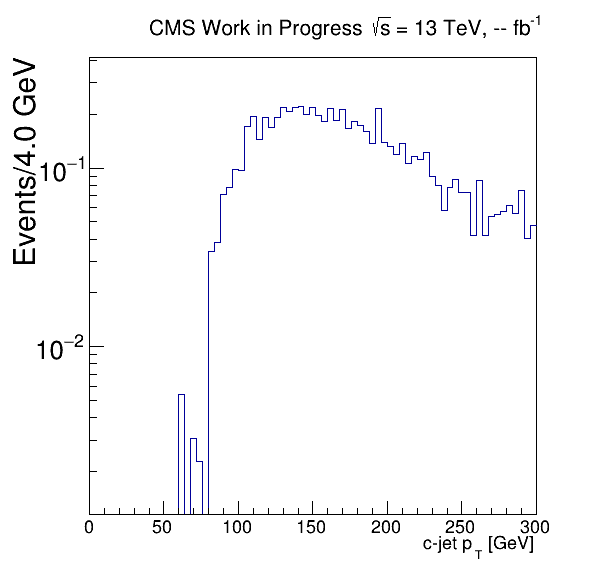 CMS Work in Progress √s = 13 TeV, -- fb⁻¹
Events/4.0 GeV
10⁻¹
10⁻²
0 50 100 150 200 250 300
c-jet p_T [GeV]